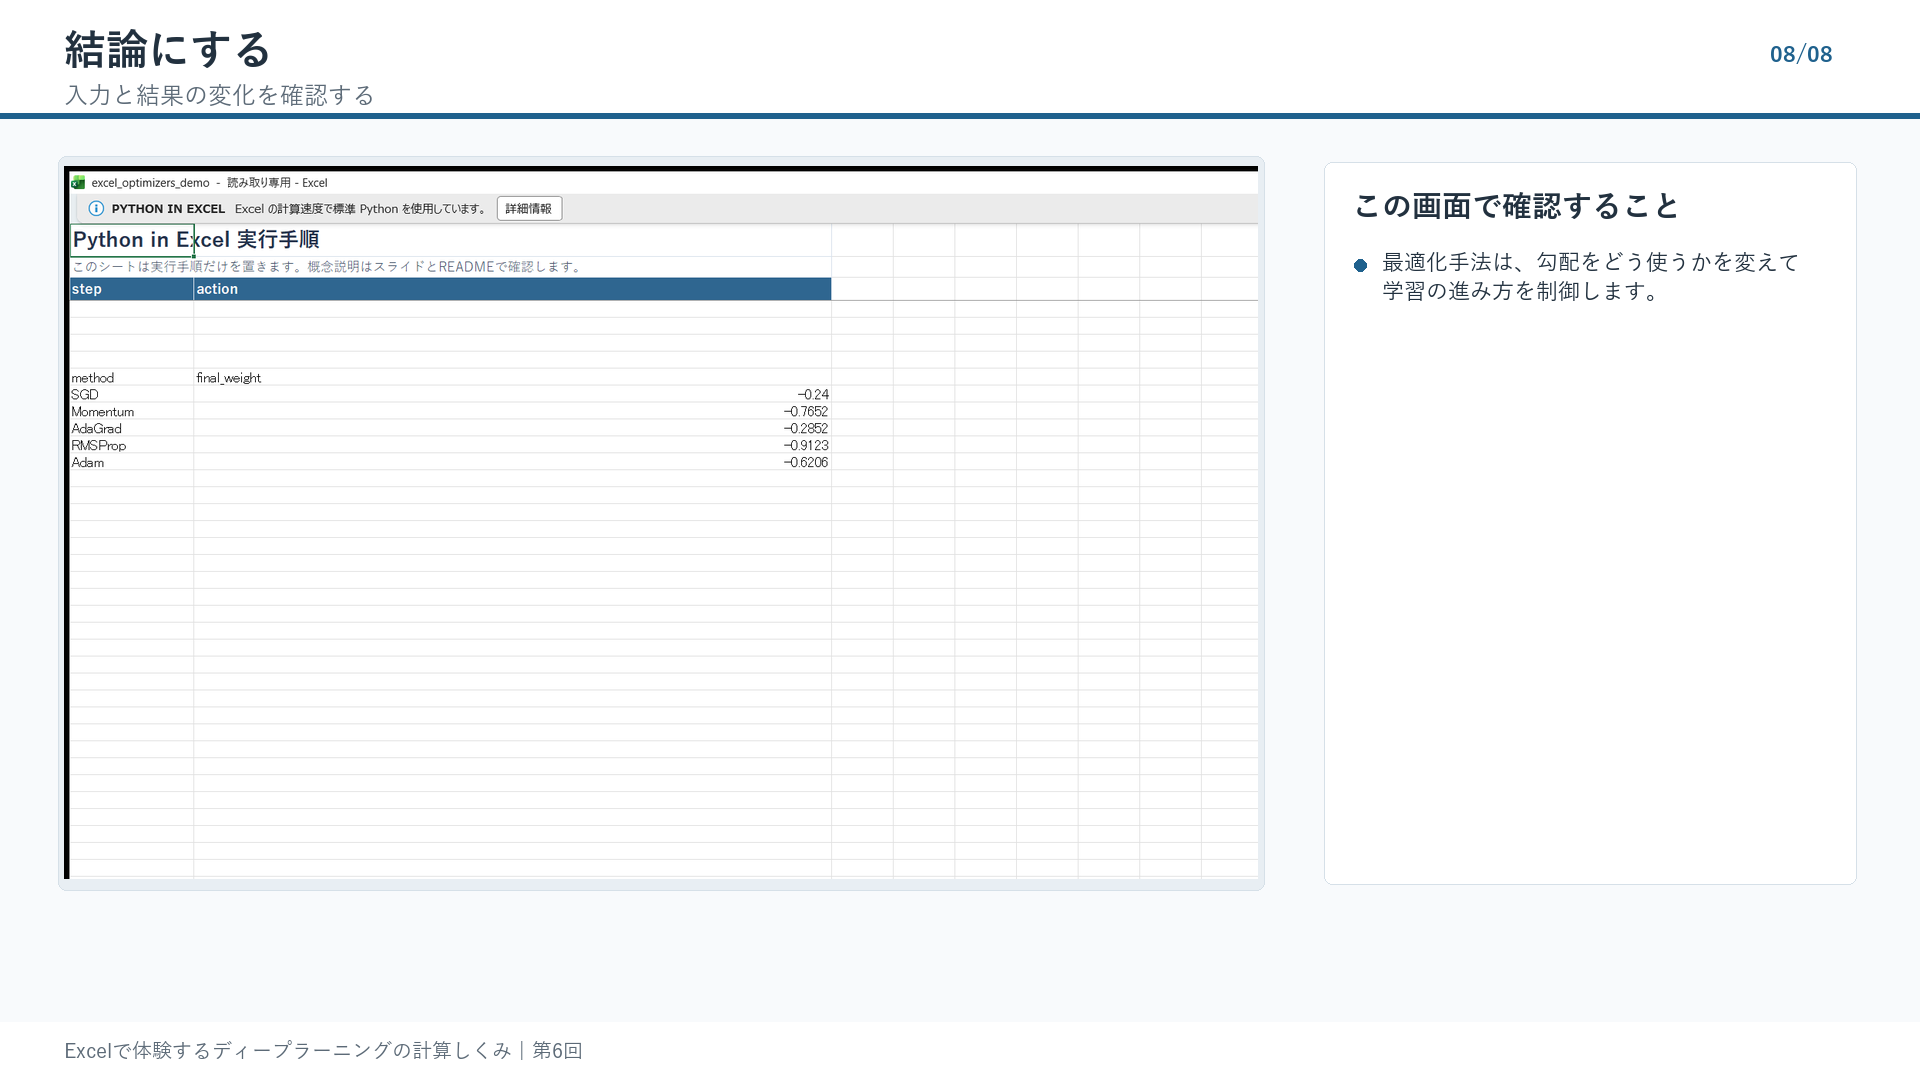 結論にする
08/08
入力と結果の変化を確認する
excel_optimizers_demo - 読み取り専用 - Excel
PYTHON IN EXCEL Excel の計算速度で標準 Python を使用しています。 詳細情報
Python in Excel 実行手順
このシートは実行手順だけを置きます。概念説明はスライドとREADMEで確認します。
step action
method final_weight
SGD -0.24
Momentum -0.7652
AdaGrad -0.2852
RMSProp -0.9123
Adam -0.6206
この画面で確認すること
最適化手法は、勾配をどう使うかを変えて
学習の進み方を制御します。
Excelで体験するディープラーニングの計算しくみ｜第6回